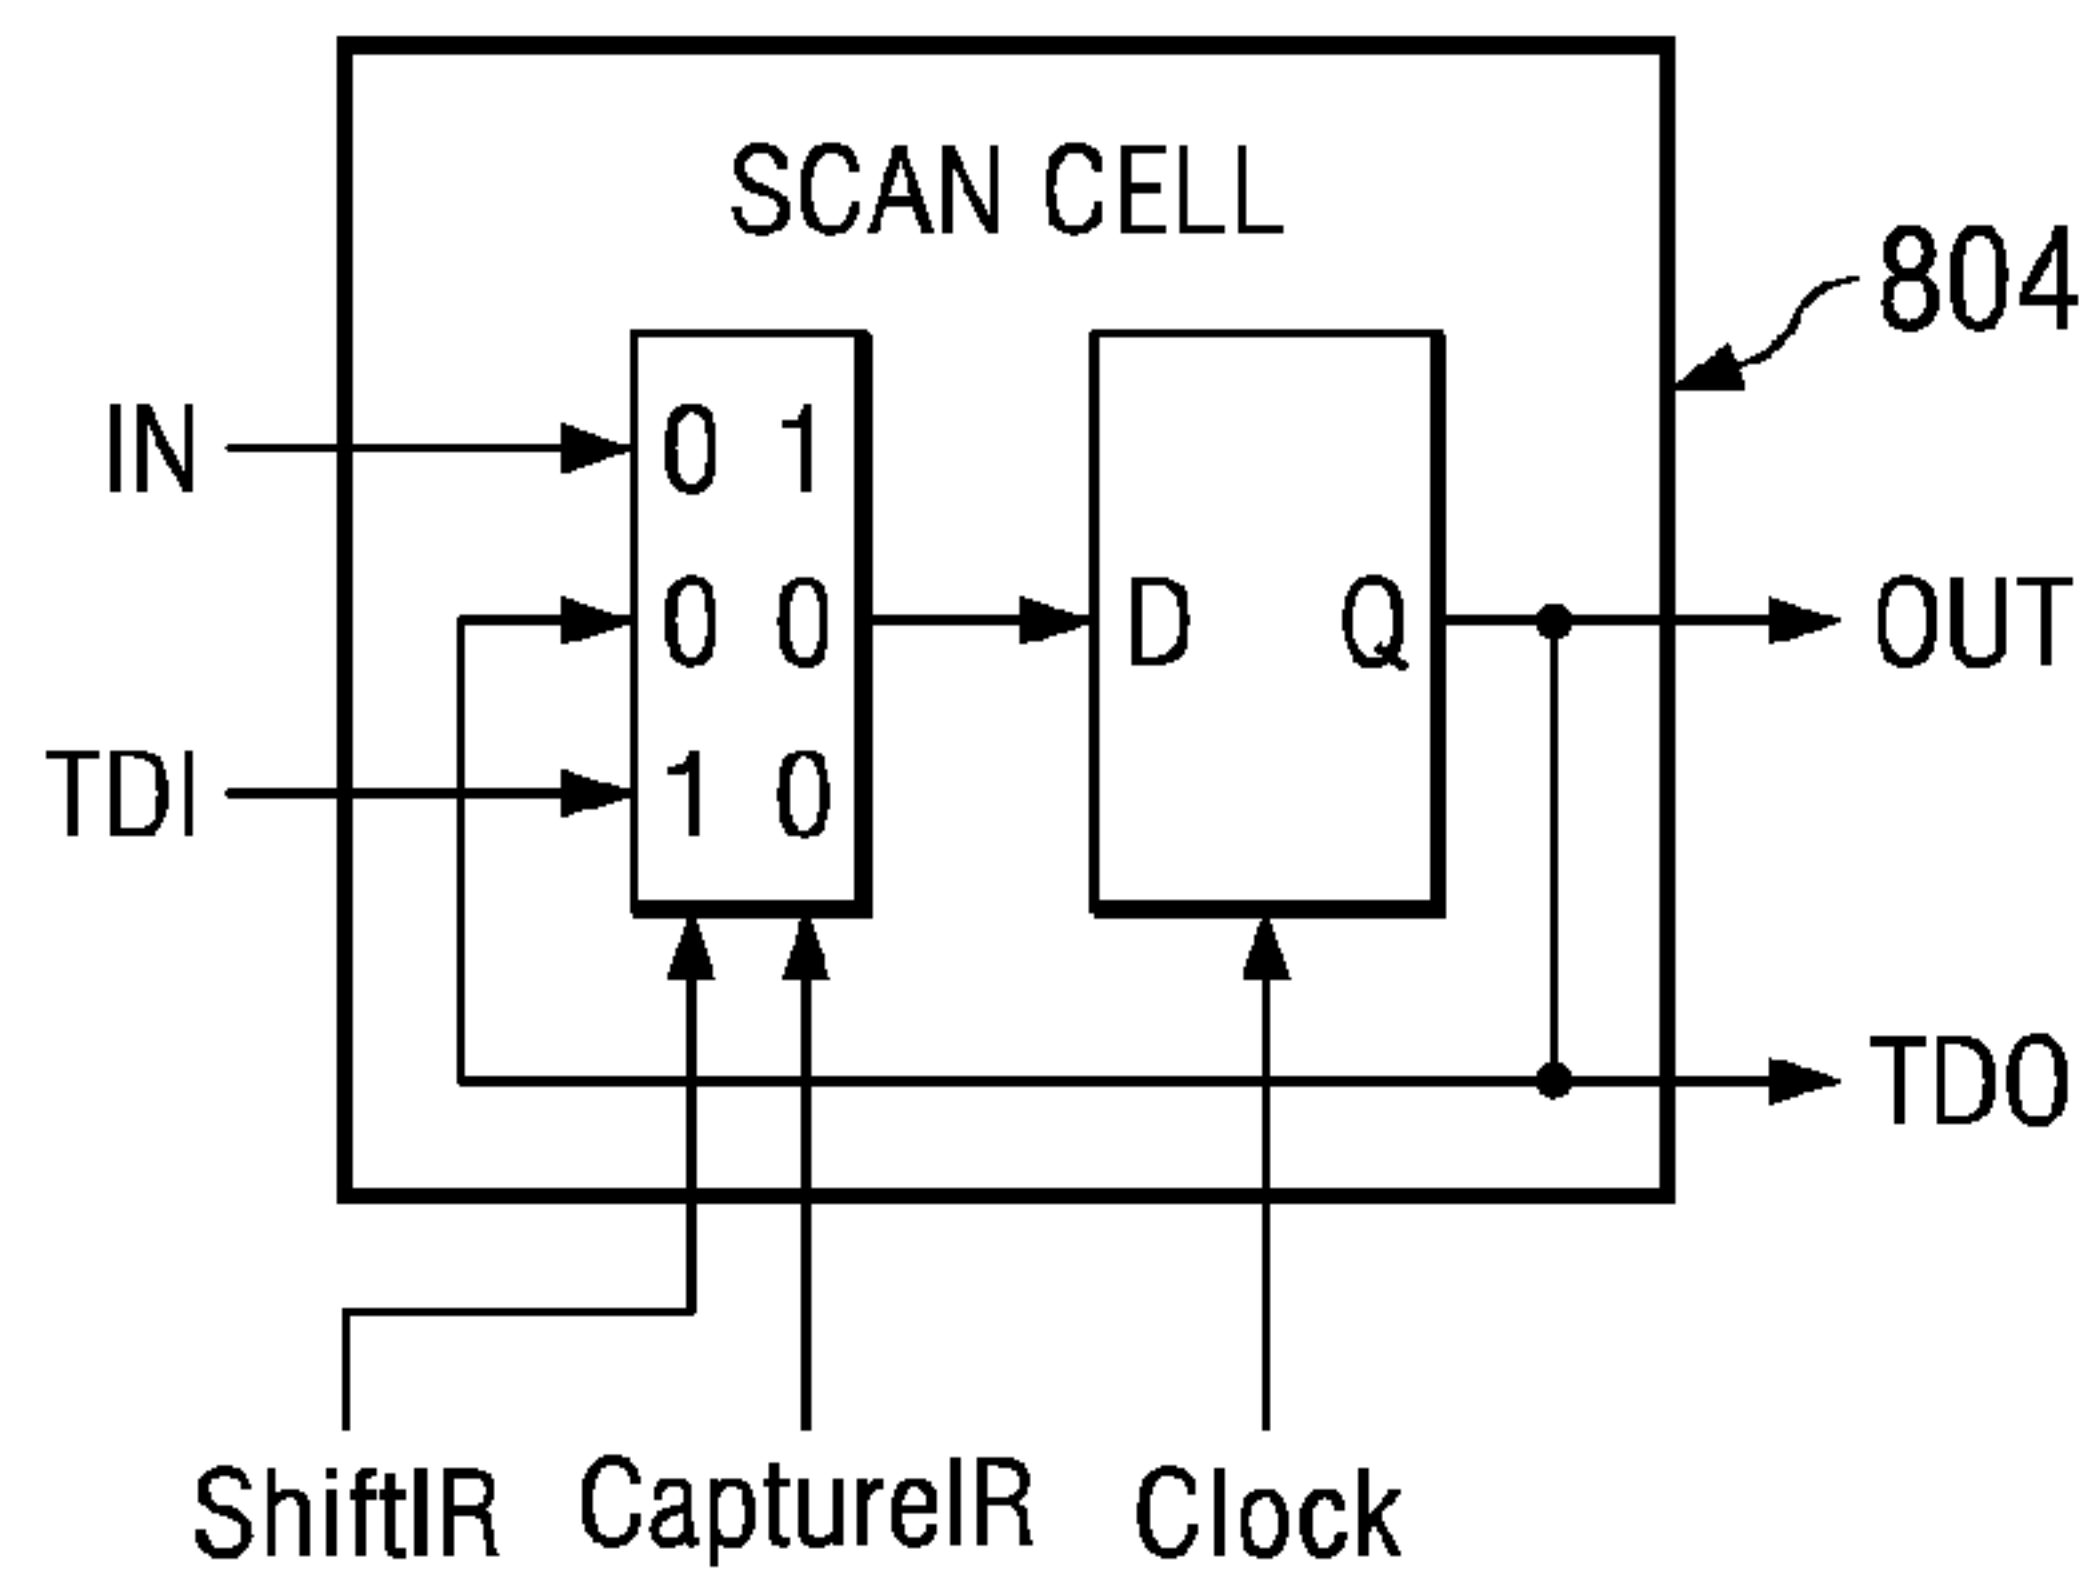 SCAN CELL
804
IN
0 1
0 0
D
Q
OUT
TDI
1 0
TDO
ShiftIR
CaptureIR
Clock